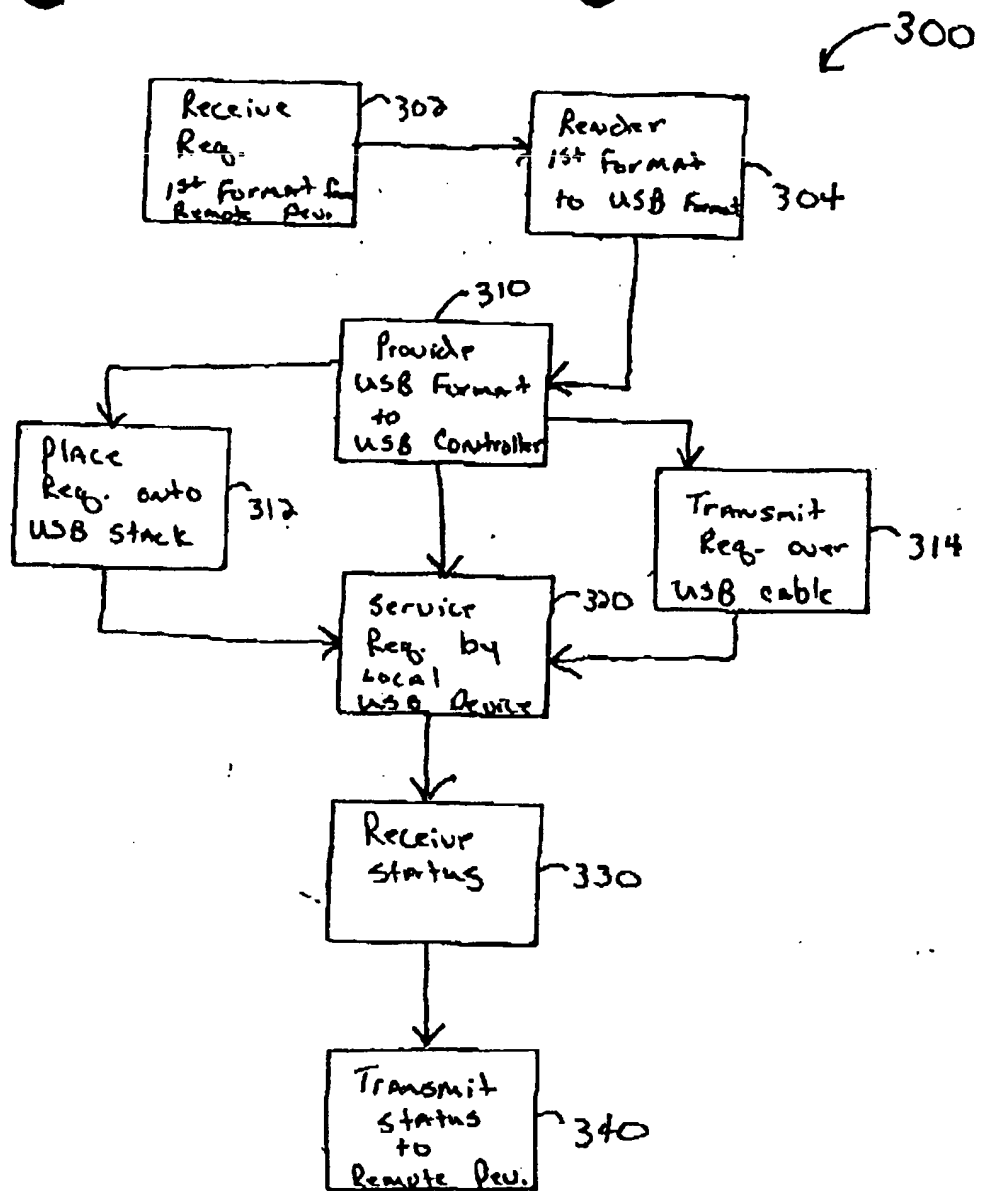 300
Receive
Req.
1st Format from
Remote Dev.
302
Render
1st Format
to USB Format
304
310
Provide
USB Format
to
USB Controller
Place
Req. onto
USB Stack
312
Transmit
Req. over
USB cable
314
Service
Req. by
Local
USB Device
320
Receive
status
330
Transmit
status
to
Remote Dev.
340